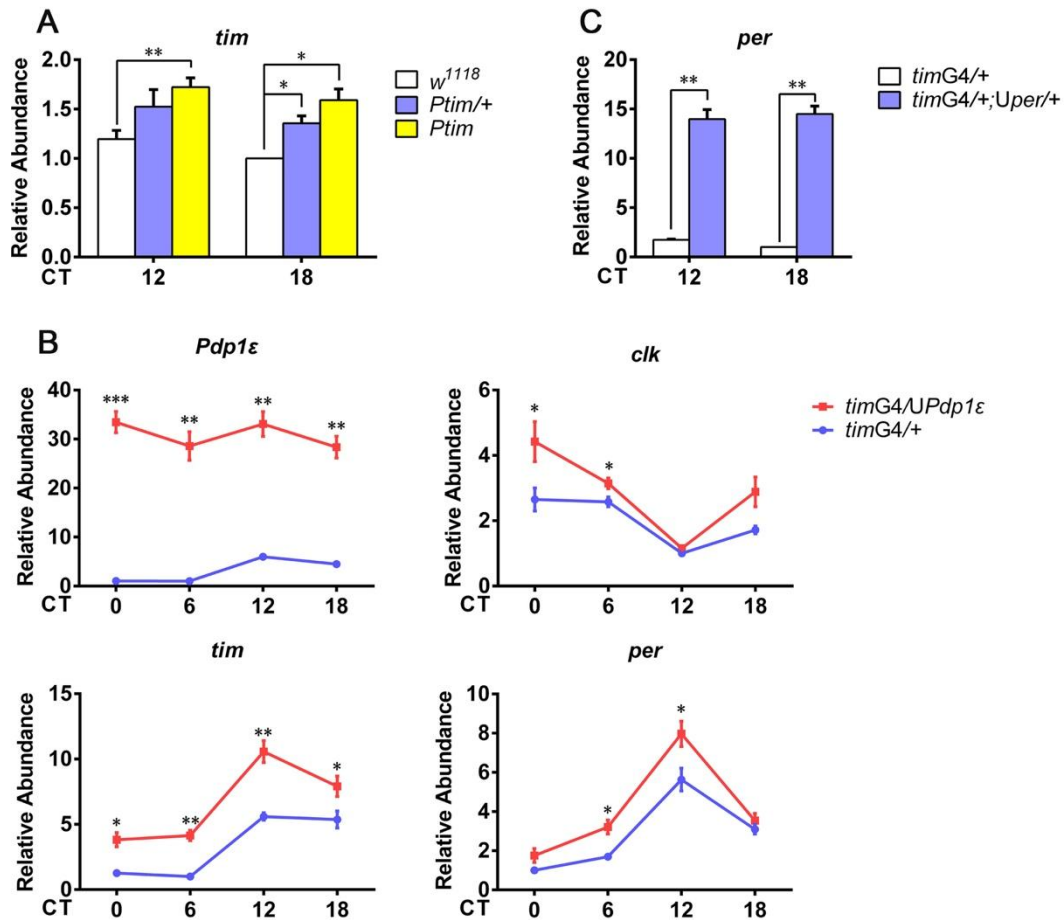 A
tim
Relative Abundance
2.0
1.5
1.0
0.5
0.0
**
*
*
CT
12
18
w1118
Ptim/+
Ptim
C
per
Relative Abundance
20
15
10
5
0
**
**
CT
12
18
timG4/+
timG4/+;Uper/+
B
Pdp1ε
Relative Abundance
40
30
20
10
0
***
**
**
**
CT
0
6
12
18
clk
Relative Abundance
6
4
2
0
*
*
CT
0
6
12
18
timG4/UPdp1ε
timG4/+
tim
Relative Abundance
15
10
5
0
*
**
**
*
CT
0
6
12
18
per
Relative Abundance
10
8
6
4
2
0
*
*
CT
0
6
12
18